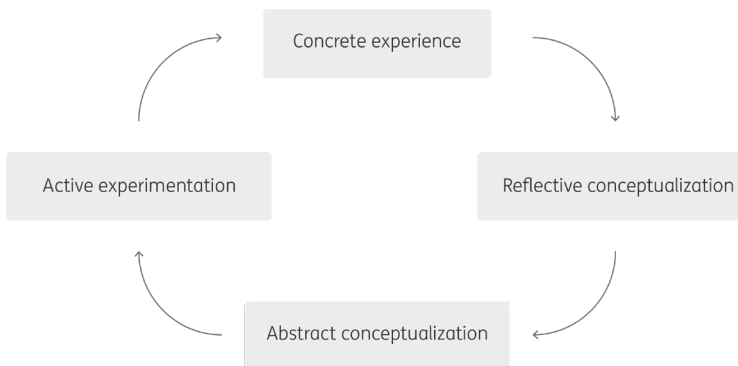 Concrete experience
Active experimentation
Reflective conceptualization
Abstract conceptualization